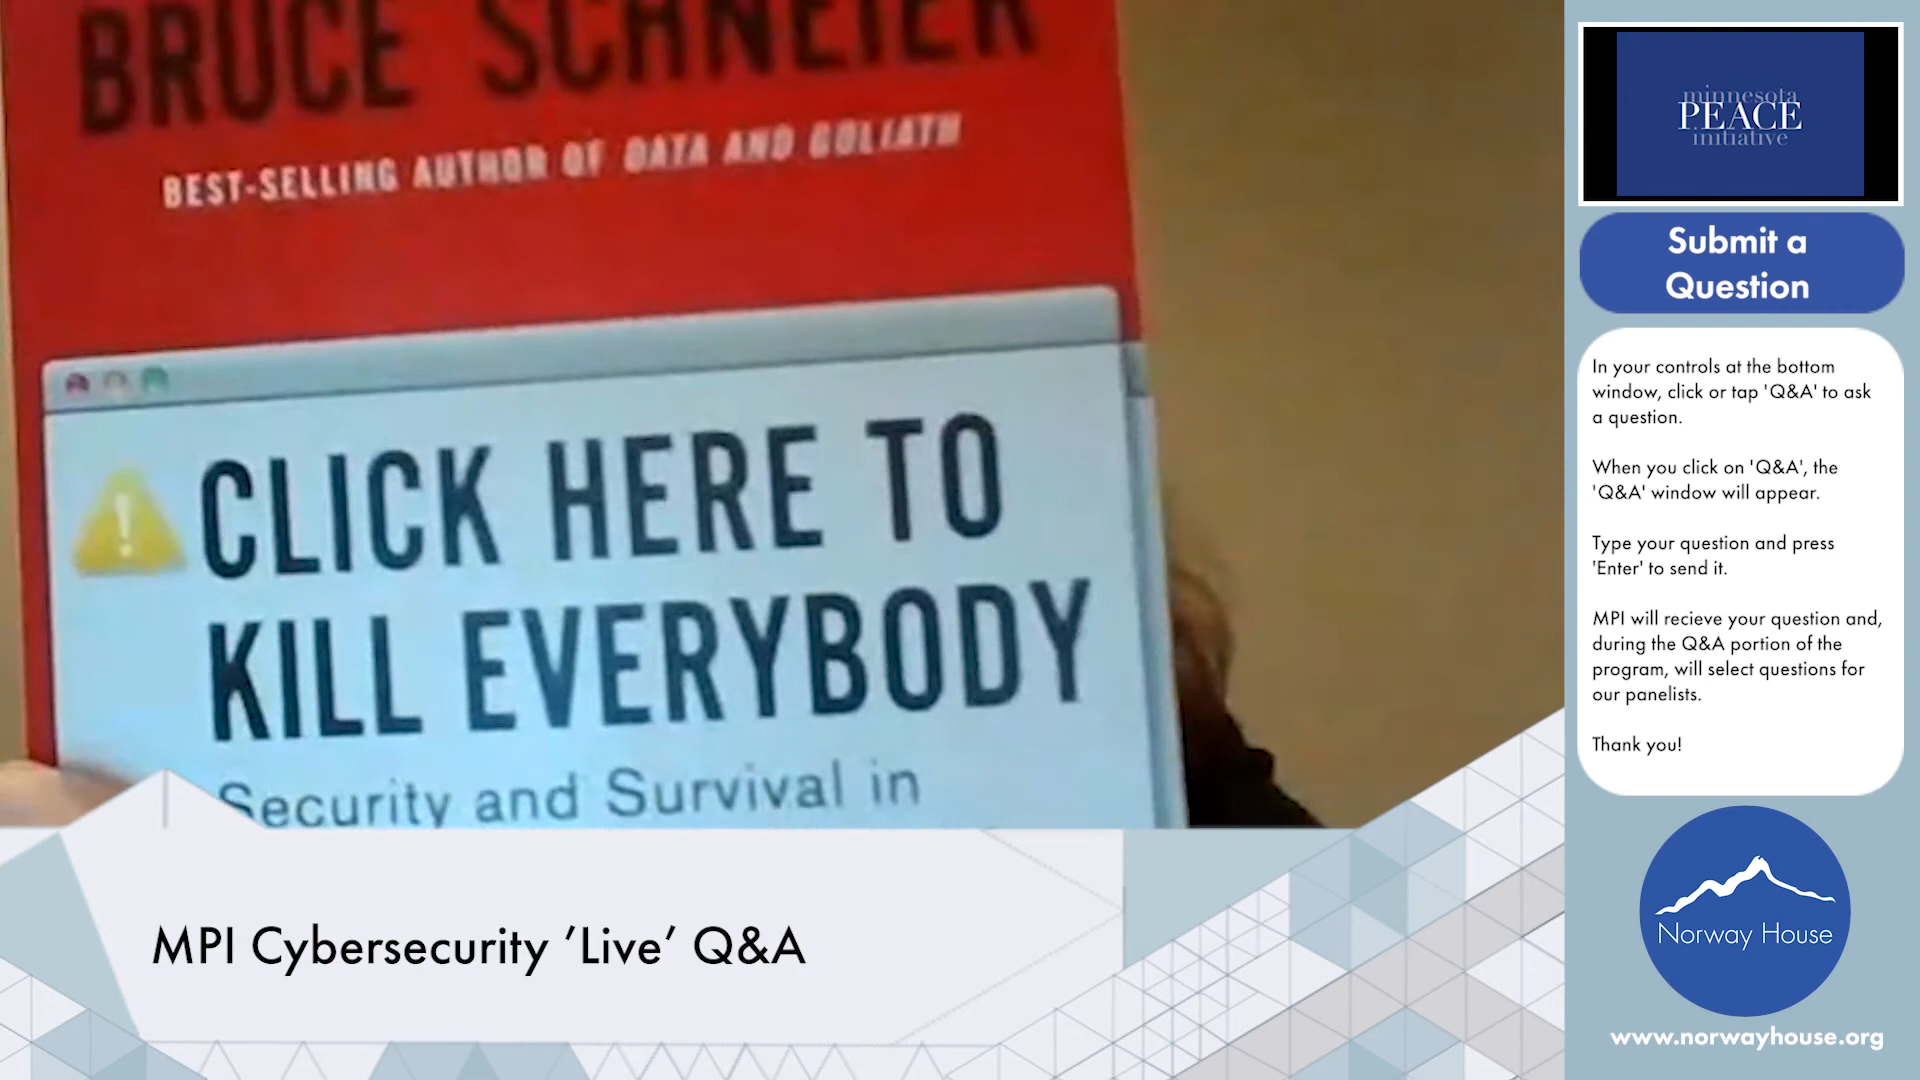 BRUCE SCHNEIER
BEST-SELLING AUTHOR OF DATA AND GOLIATH
CLICK HERE TO
KILL EVERYBODY
Security and Survival in
MPI Cybersecurity ’Live’ Q&A
minnesota
PEACE
initiative
Submit a
Question
In your controls at the bottom
window, click or tap 'Q&A' to ask
a question.
When you click on 'Q&A', the
'Q&A' window will appear.
Type your question and press
'Enter' to send it.
MPI will recieve your question and,
during the Q&A portion of the
program, will select questions for
our panelists.
Thank you!
Norway House
www.norwayhouse.org